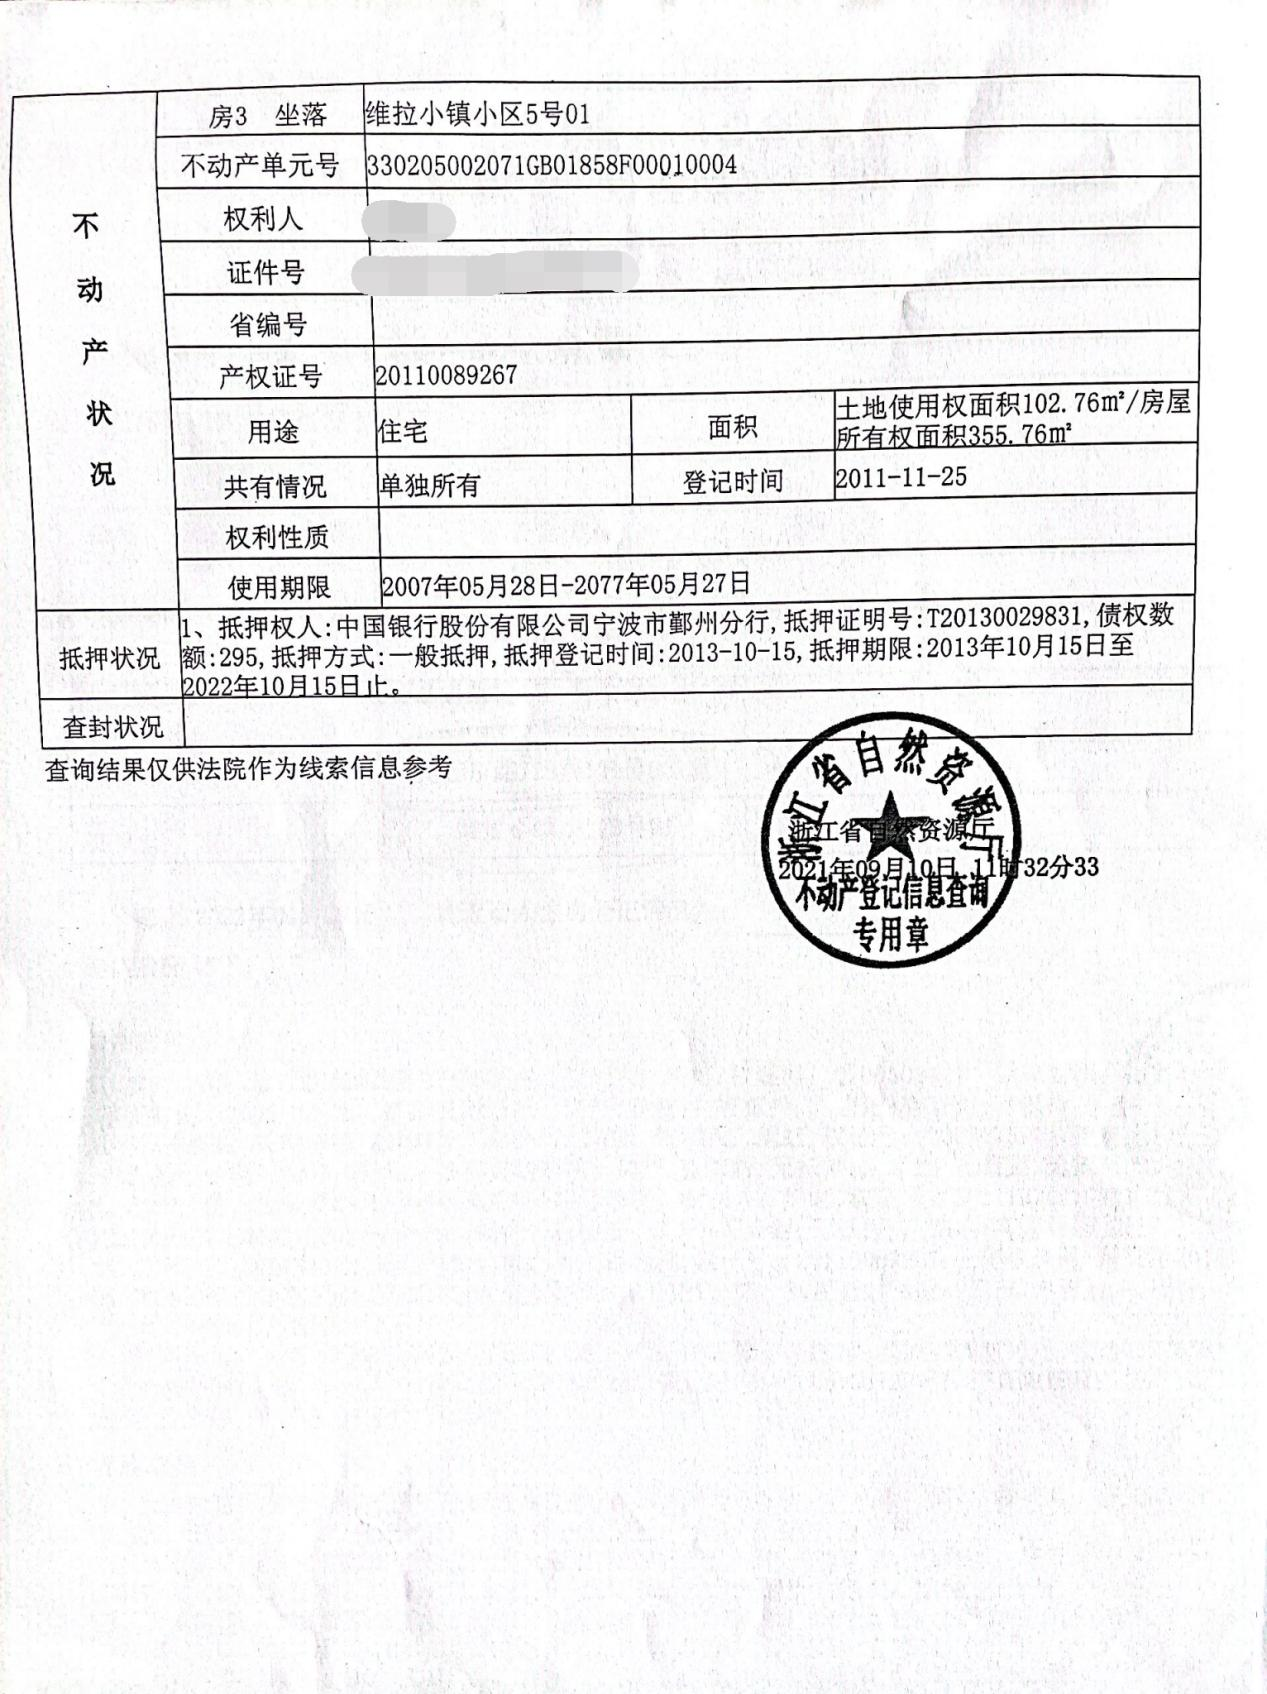 不动产状况
房3 坐落 维拉小镇小区5号01
不动产单元号 330205002071GB01858F00010004
权利人
证件号
省编号
产权证号 20110089267
用途 住宅 面积 土地使用权面积102.76㎡/房屋
所有权面积355.76㎡
共有情况 单独所有 登记时间 2011-11-25
权利性质
使用期限 2007年05月28日-2077年05月27日
抵押状况 1、抵押权人:中国银行股份有限公司宁波市鄞州分行,抵押证明号:T20130029831,债权数
额:295,抵押方式:一般抵押,抵押登记时间:2013-10-15,抵押期限:2013年10月15日至
2022年10月15日止。
查封状况
查询结果仅供法院作为线索信息参考
浙江省自然资源厅
浙江省自然资源厅
2021年09月10日 11时32分33
不动产登记信息查询
专用章